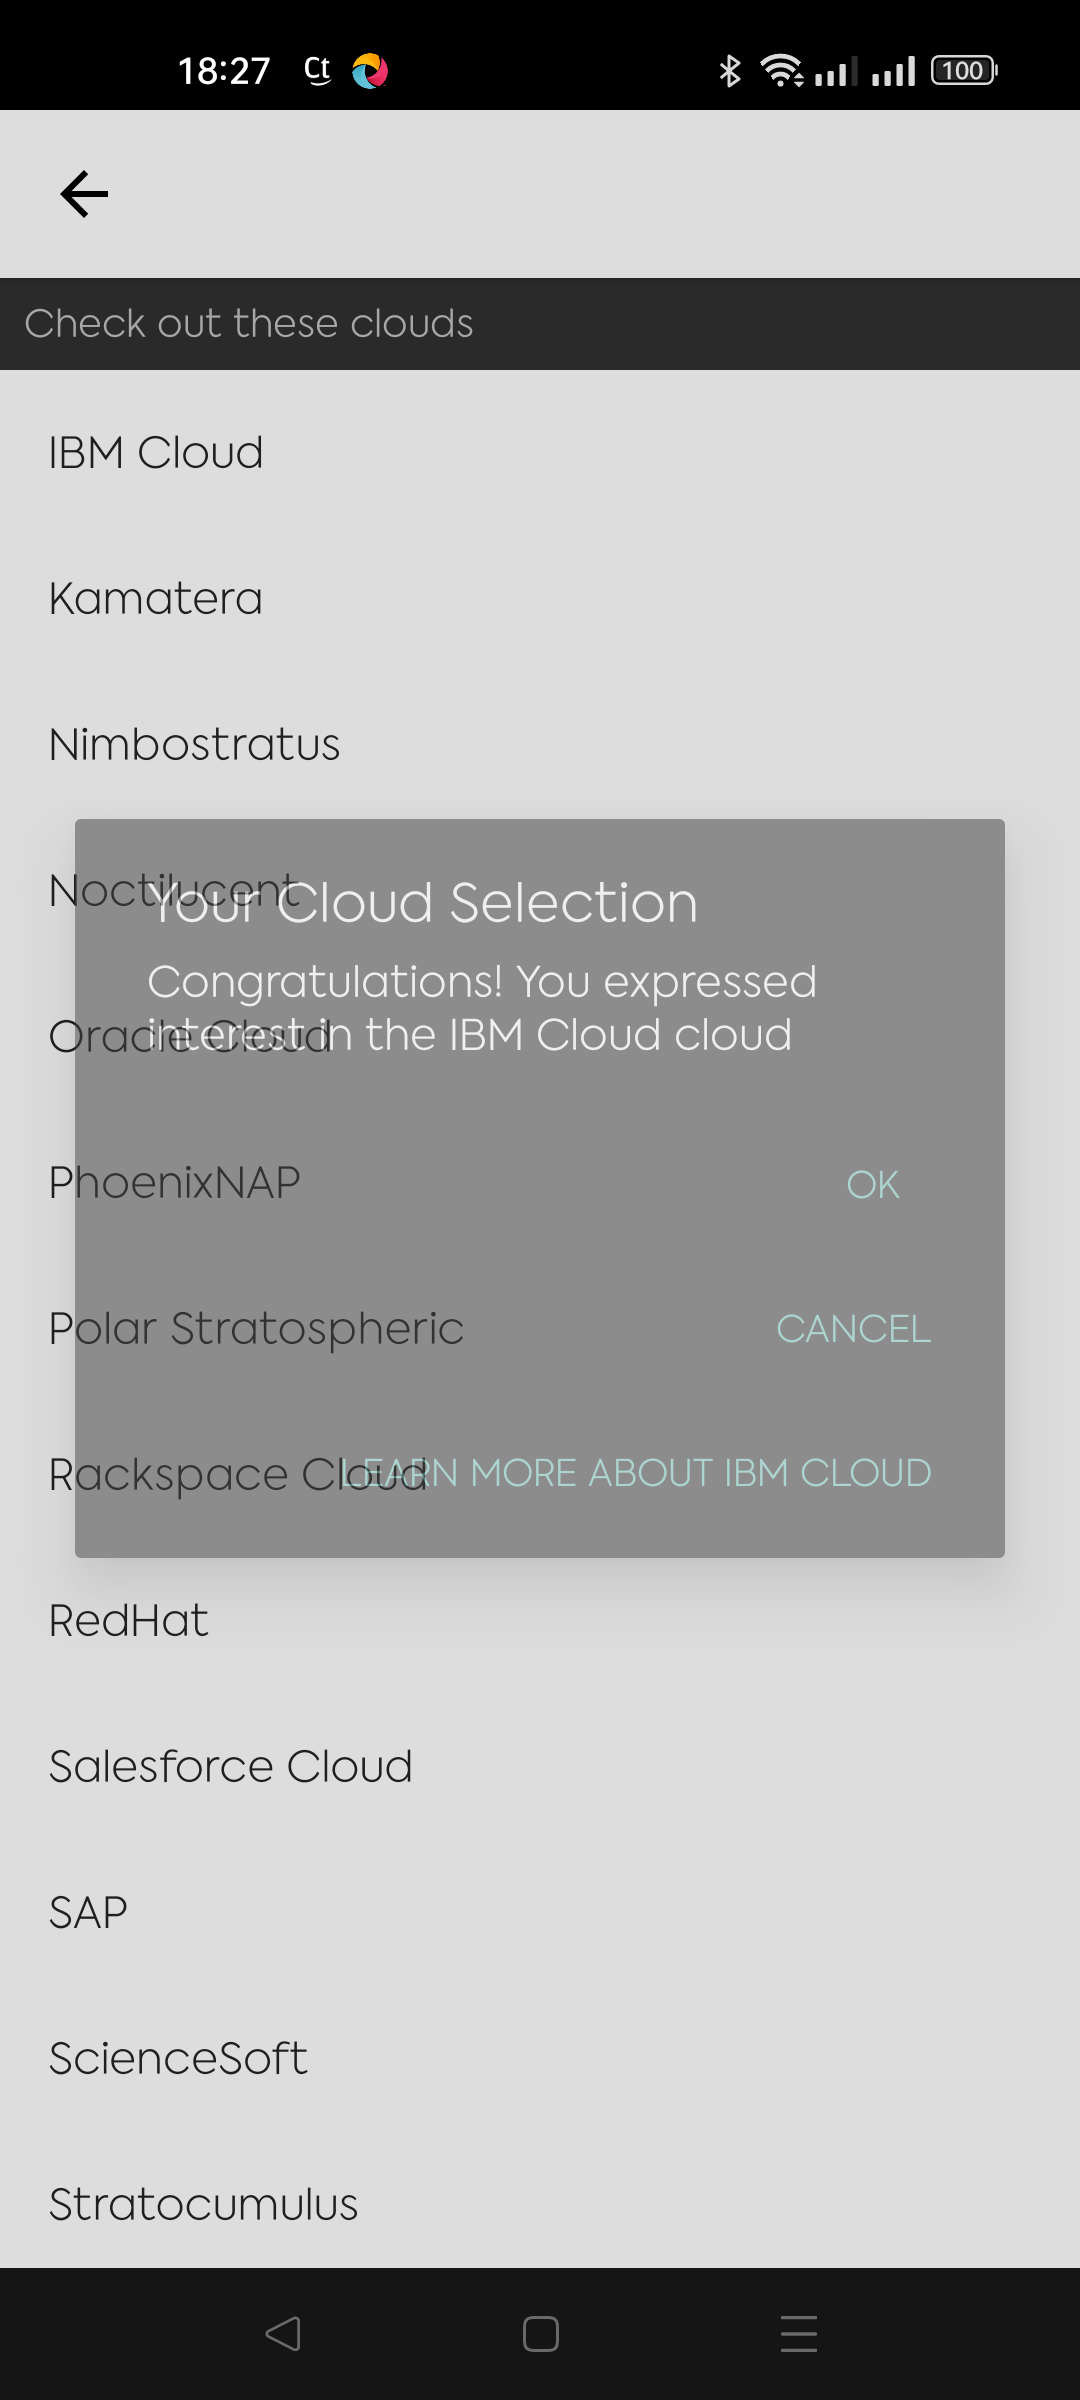 18:27 Ct 100
Check out these clouds
IBM Cloud
Kamatera
Nimbostratus
Noctilucent
Your Cloud Selection
Congratulations! You expressed
interest in the IBM Cloud cloud
Oracle Cloud
PhoenixNAP
OK
Polar Stratospheric
CANCEL
Rackspace Cloud
LEARN MORE ABOUT IBM CLOUD
RedHat
Salesforce Cloud
SAP
ScienceSoft
Stratocumulus